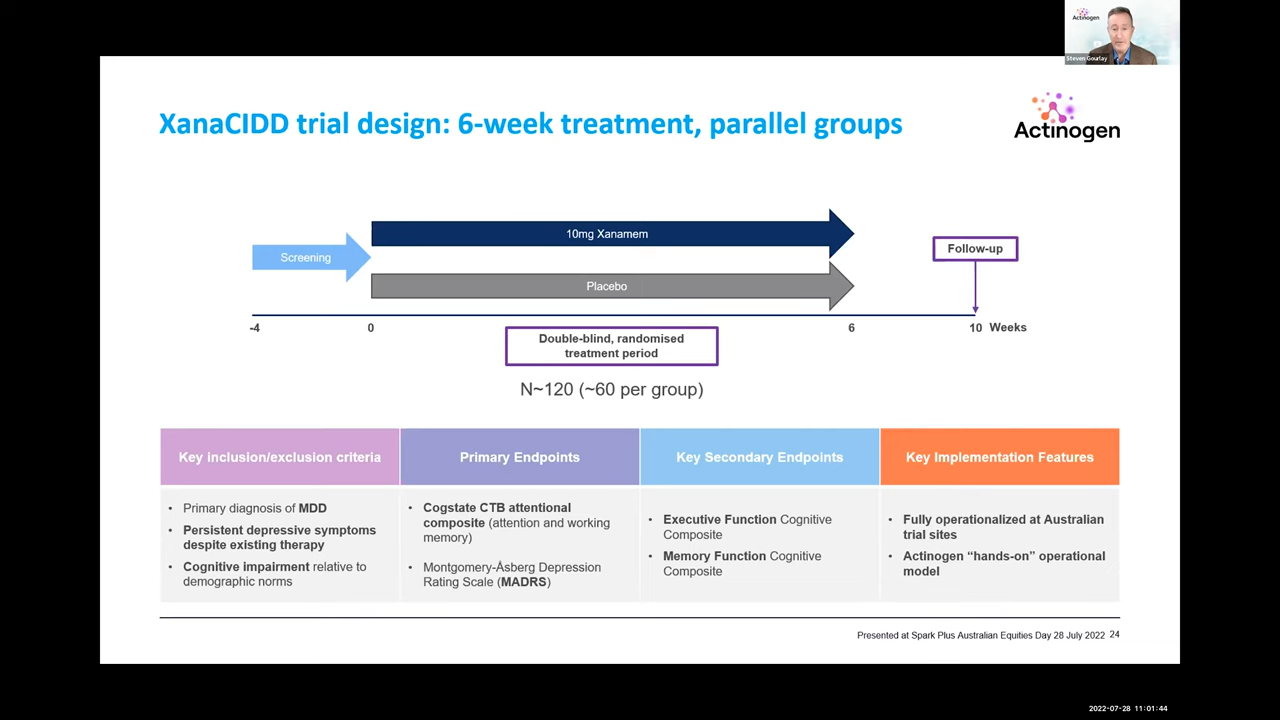 Actinogen
Steven Gourlay
XanaCIDD trial design: 6-week treatment, parallel groups
Actinogen
10mg Xanamem
Screening
Follow-up
Placebo
-4
0
6
10 Weeks
Double-blind, randomised
treatment period
N~120 (~60 per group)
Key inclusion/exclusion criteria
Primary Endpoints
Key Secondary Endpoints
Key Implementation Features
• Primary diagnosis of MDD
• Persistent depressive symptoms
despite existing therapy
• Cognitive impairment relative to
demographic norms
• Cogstate CTB attentional
composite (attention and working
memory)
• Montgomery-Åsberg Depression
Rating Scale (MADRS)
• Executive Function Cognitive
Composite
• Memory Function Cognitive
Composite
• Fully operationalized at Australian
trial sites
• Actinogen “hands-on” operational
model
Presented at Spark Plus Australian Equities Day 28 July 2022 24
2022-07-28 11:01:44